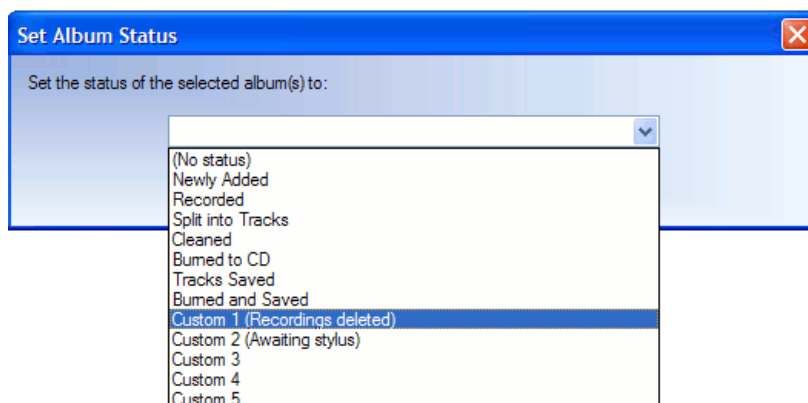 Set Album Status
Set the status of the selected album(s) to:
(No status)
Newly Added
Recorded
Split into Tracks
Cleaned
Burned to CD
Tracks Saved
Burned and Saved
Custom 1 (Recordings deleted)
Custom 2 (Awaiting stylus)
Custom 3
Custom 4
Custom 5